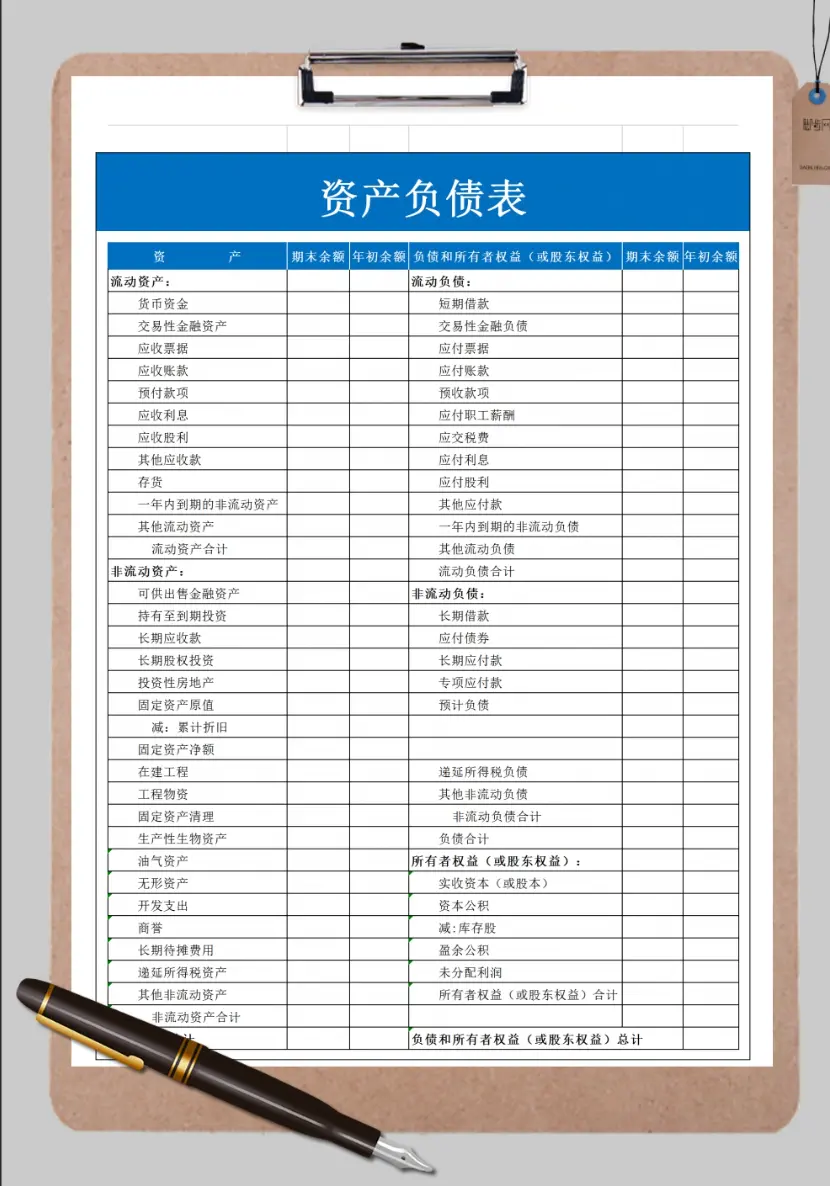 资产负债表
资 产 期末余额 年初余额 负债和所有者权益（或股东权益） 期末余额 年初余额
流动资产： 流动负债：
货币资金 短期借款
交易性金融资产 交易性金融负债
应收票据 应付票据
应收账款 应付账款
预付款项 预收款项
应收利息 应付职工薪酬
应收股利 应交税费
其他应收款 应付利息
存货 应付股利
一年内到期的非流动资产 其他应付款
其他流动资产 一年内到期的非流动负债
流动资产合计 其他流动负债
非流动资产： 流动负债合计
可供出售金融资产 非流动负债：
持有至到期投资 长期借款
长期应收款 应付债券
长期股权投资 长期应付款
投资性房地产 专项应付款
固定资产原值 预计负债
减：累计折旧
固定资产净额
在建工程 递延所得税负债
工程物资 其他非流动负债
固定资产清理 非流动负债合计
生产性生物资产 负债合计
油气资产 所有者权益（或股东权益）：
无形资产 实收资本（或股本）
开发支出 资本公积
商誉 减:库存股
长期待摊费用 盈余公积
递延所得税资产 未分配利润
其他非流动资产 所有者权益（或股东权益）合计
非流动资产合计
计 负债和所有者权益（或股东权益）总计